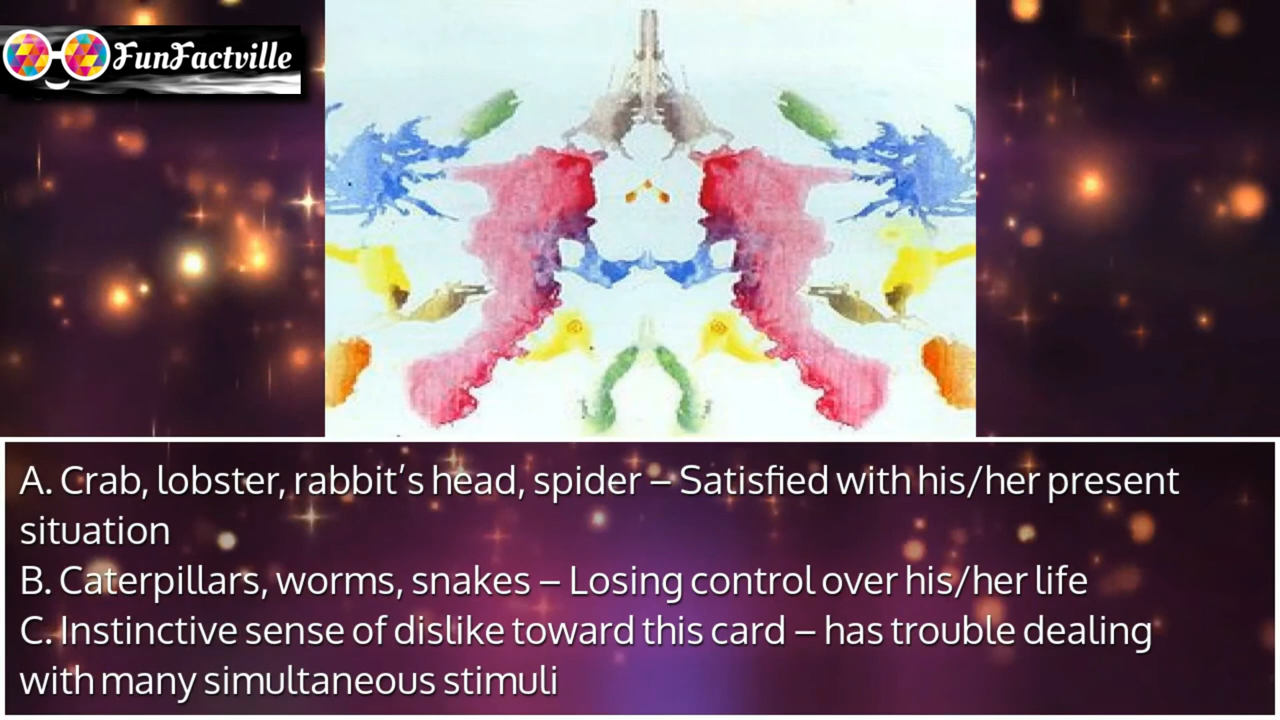 FunFactville
A. Crab, lobster, rabbit’s head, spider – Satisfied with his/her present
situation
B. Caterpillars, worms, snakes – Losing control over his/her life
C. Instinctive sense of dislike toward this card – has trouble dealing
with many simultaneous stimuli